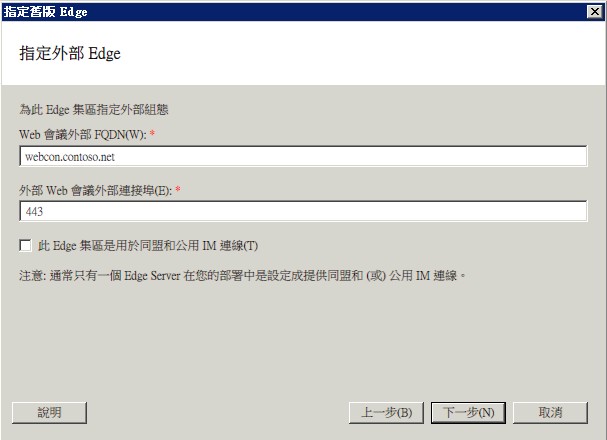 指定舊版 Edge
指定外部 Edge
為此 Edge 集區指定外部組態
Web 會議外部 FQDN(W): *
webcon.contoso.net
外部 Web 會議外部連接埠(E): *
443
此 Edge 集區是用於同盟和公用 IM 連線(T)
注意: 通常只有一個 Edge Server 在您的部署中是設定成提供同盟和 (或) 公用 IM 連線。
說明
上一步(B)
下一步(N)
取消